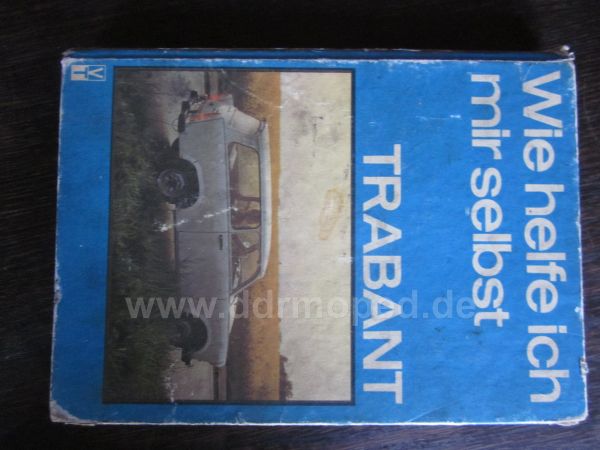 Wie helfe ich
mir selbst
TRABANT
www.ddrmoped.de